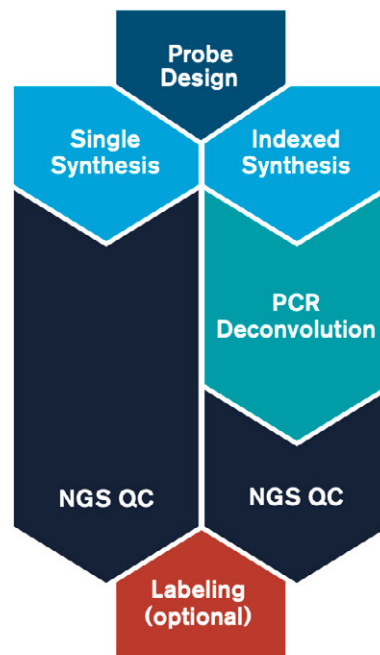 Probe
Design
Single
Synthesis
Indexed
Synthesis
PCR
Deconvolution
NGS QC
NGS QC
Labeling
(optional)